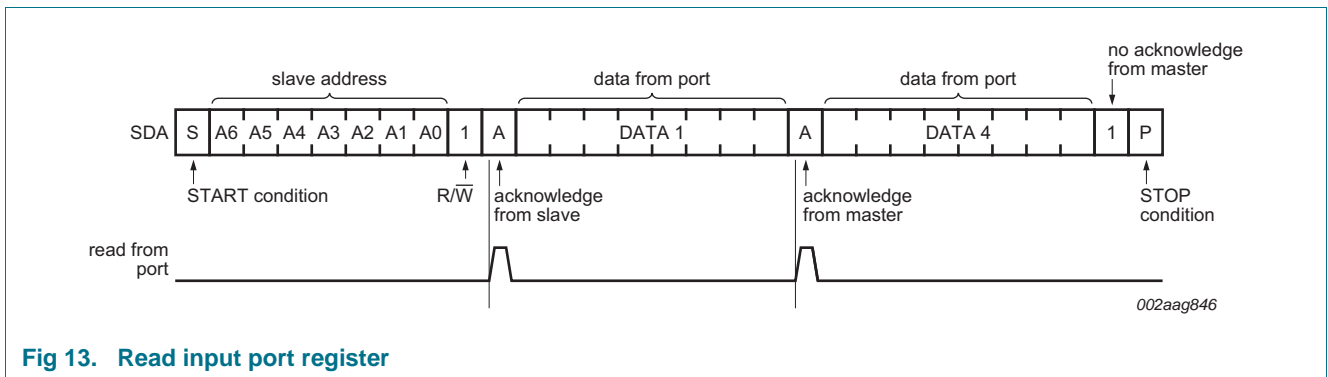 no acknowledge
from master
slave address
data from port
data from port
SDA S A6 A5 A4 A3 A2 A1 A0 1 A DATA 1 A DATA 4 1 P
START condition
R/W̅
acknowledge
from slave
acknowledge
from master
STOP
condition
read from
port
002aag846
Fig 13. Read input port register